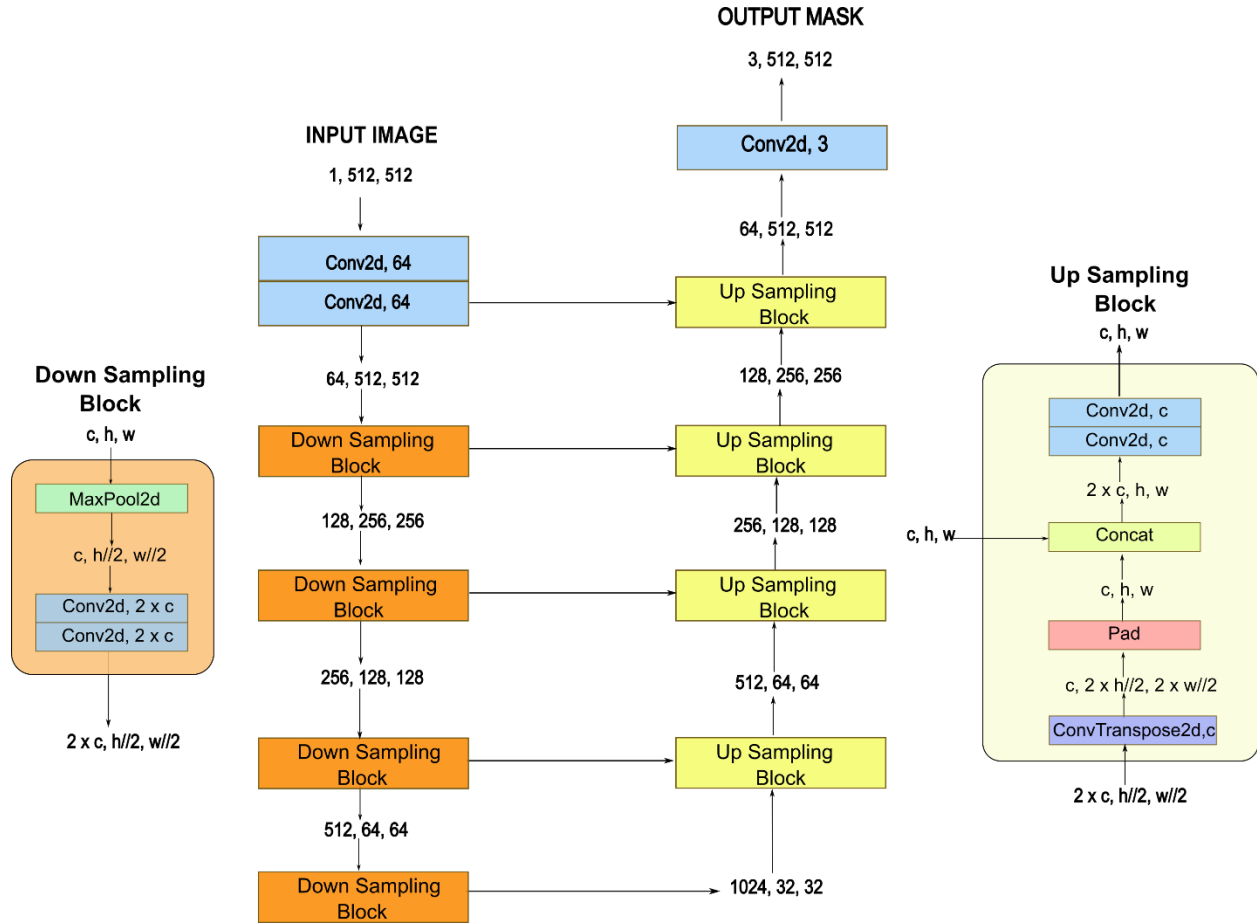 OUTPUT MASK
3, 512, 512
Conv2d, 3
64, 512, 512
Up Sampling
Block
128, 256, 256
Up Sampling
Block
256, 128, 128
Up Sampling
Block
512, 64, 64
Up Sampling
Block
1024, 32, 32
INPUT IMAGE
1, 512, 512
Conv2d, 64
Conv2d, 64
64, 512, 512
Down Sampling
Block
128, 256, 256
Down Sampling
Block
256, 128, 128
Down Sampling
Block
512, 64, 64
Down Sampling
Block
Down Sampling
Block
c, h, w
MaxPool2d
c, h//2, w//2
Conv2d, 2 x c
Conv2d, 2 x c
2 x c, h//2, w//2
Up Sampling
Block
c, h, w
Conv2d, c
Conv2d, c
2 x c, h, w
c, h, w
Concat
c, h, w
Pad
c, 2 x h//2, 2 x w//2
ConvTranspose2d,c
2 x c, h//2, w//2